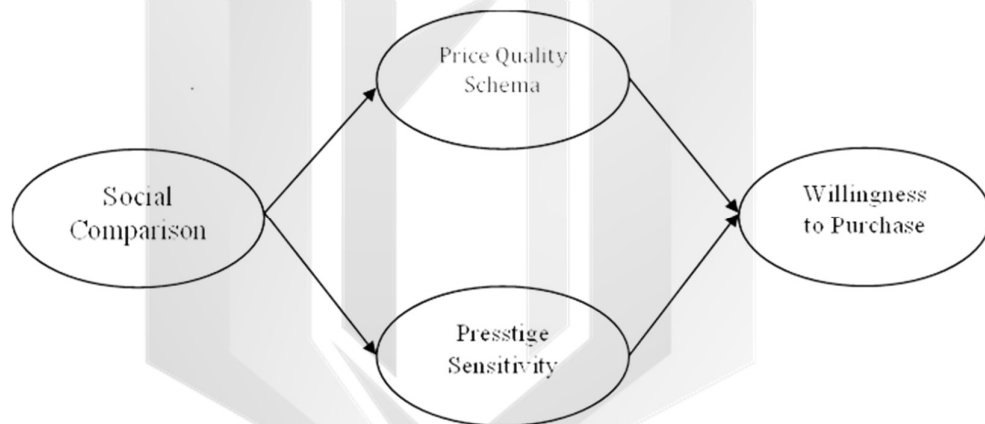 Price Quality
Schema
Social
Comparison
Willingness
to Purchase
Presstige
Sensitivity